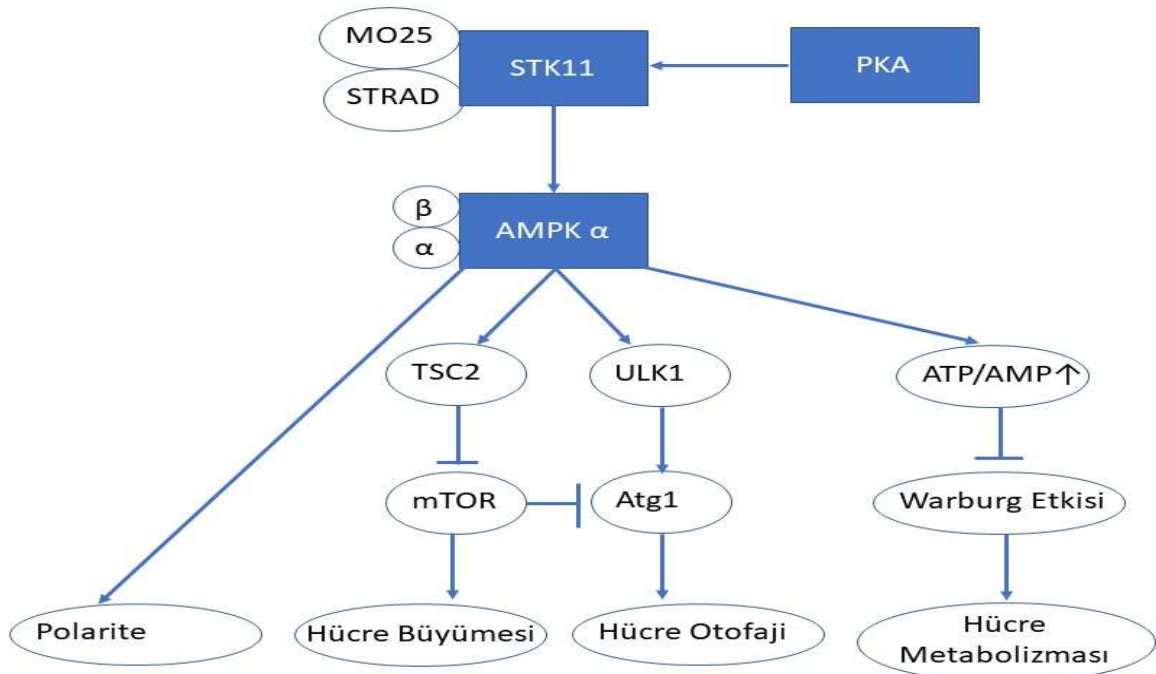 MO25
STK11
PKA
STRAD
β
AMPK α
α
TSC2
ULK1
ATP/AMP↑
mTOR
Atg1
Warburg Etkisi
Polarite
Hücre Büyümesi
Hücre Otofaji
Hücre
Metabolizması